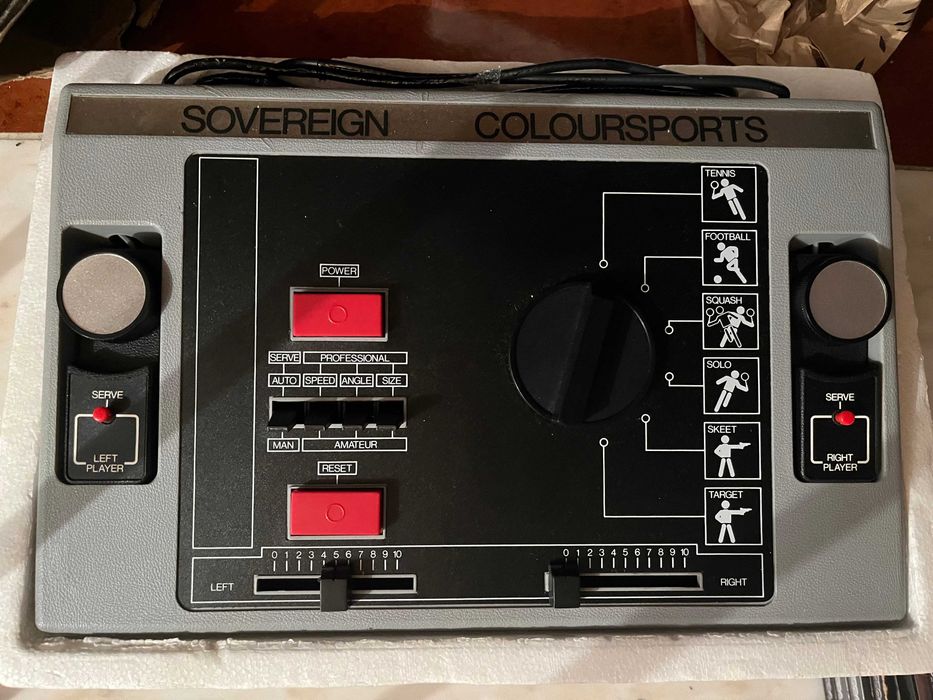 SOVEREIGN COLOURSPORTS
TENNIS
FOOTBALL
SQUASH
SOLO
SKEET
TARGET
POWER
SERVE PROFESSIONAL
AUTO SPEED ANGLE SIZE
MAN AMATEUR
RESET
SERVE
LEFT
PLAYER
SERVE
RIGHT
PLAYER
0 1 2 3 4 5 6 7 8 9 10
LEFT
0 1 2 3 4 5 6 7 8 9 10
RIGHT